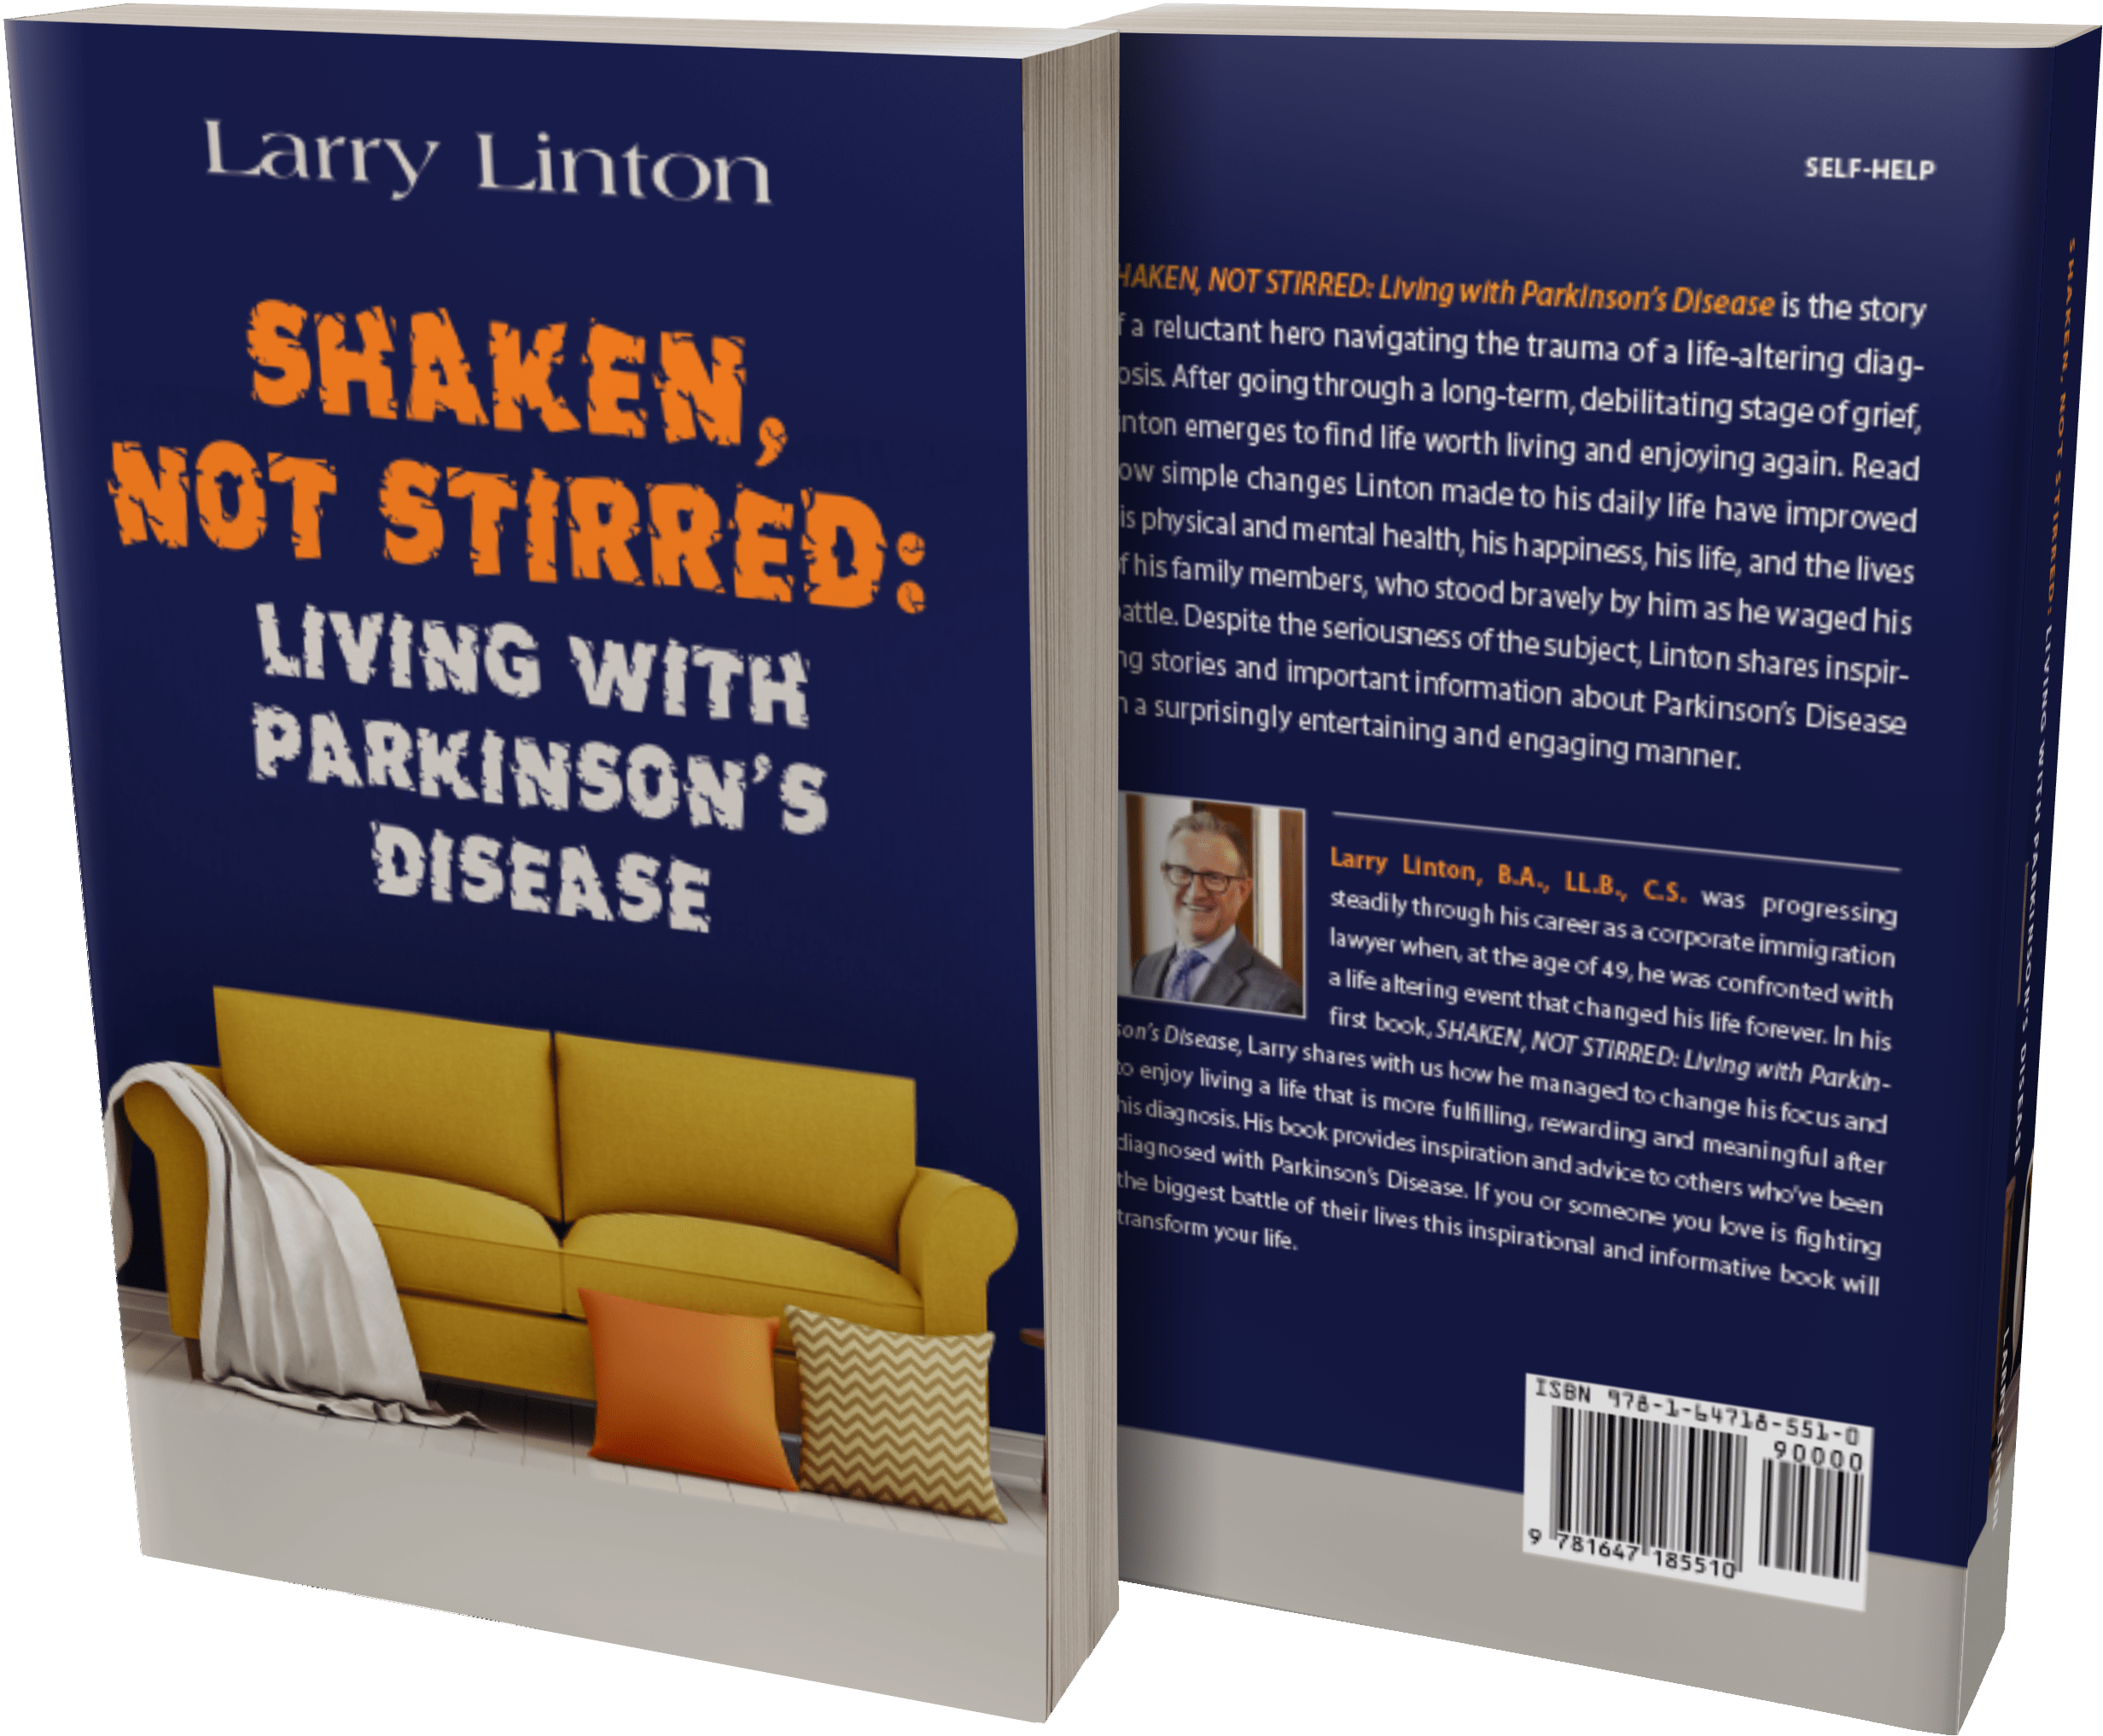 Larry Linton
SHAKEN,
NOT STIRRED:
LIVING WITH
PARKINSON'S
DISEASE
SELF-HELP
HAKEN, NOT STIRRED: Living with Parkinson's Disease is the story
f a reluctant hero navigating the trauma of a life-altering diag-
osis. After going through a long-term, debilitating stage of grief,
inton emerges to find life worth living and enjoying again. Read
ow simple changes Linton made to his daily life have improved
is physical and mental health, his happiness, his life, and the lives
f his family members, who stood bravely by him as he waged his
attle. Despite the seriousness of the subject, Linton shares inspir-
ng stories and important information about Parkinson's Disease
n a surprisingly entertaining and engaging manner.
Larry Linton, B.A., LL.B., C.S. was progressing
steadily through his career as a corporate immigration
lawyer when, at the age of 49, he was confronted with
a life altering event that changed his life forever. In his
first book, SHAKEN, NOT STIRRED: Living with Parkin-
son's Disease, Larry shares with us how he managed to change his focus and
to enjoy living a life that is more fulfilling, rewarding and meaningful after
his diagnosis. His book provides inspiration and advice to others who've been
diagnosed with Parkinson's Disease. If you or someone you love is fighting
the biggest battle of their lives this inspirational and informative book will
transform your life.
ISBN 978-1-64718-551-0
90000
9 781647 185510
SHAKEN, NOT STIRRED: LIVING WITH PARKINSON'S DISEASE
LARRY LINTON